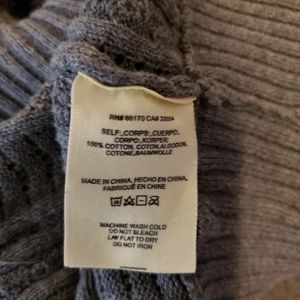 RN# 66170 CA# 32554
SELF:,CORPS:,CUERPO,
CORPO:,KORPER:
100% COTTON, COTON,ALGODON,
COTONE,BAUMWOLLE
MADE IN CHINA, HECHO EN CHINA,
FABRIQUÉ EN CHINE
MACHINE WASH COLD
DO NOT BLEACH
LAY FLAT TO DRY
DO NOT IRON